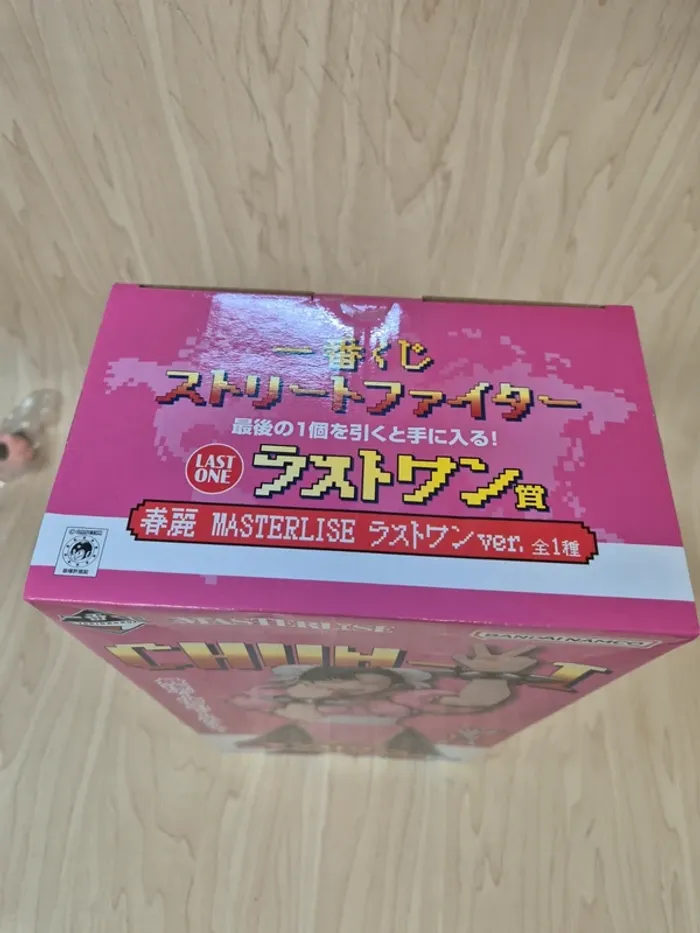 一番くじ
ストリートファイター
最後の1個を引くと手に入る!
LAST
ONE
ラストワン賞
春麗 MASTERLISE ラストワンver. 全1種
MASTERLISE
BANDAI NAMCO
CHUN-LI